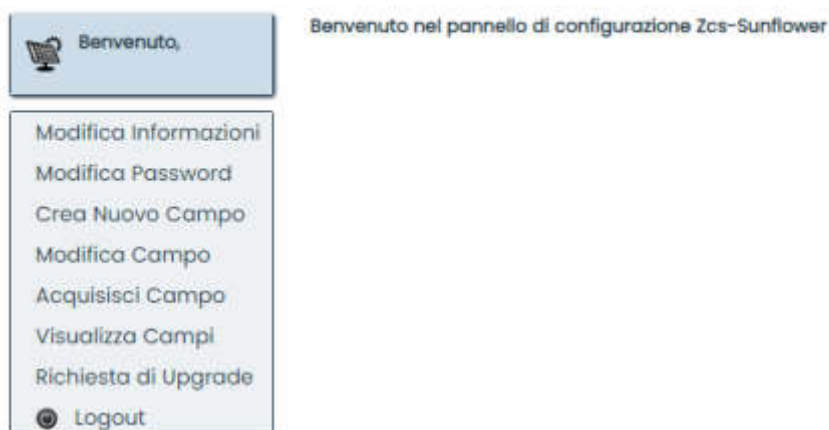 Benvenuto,
Benvenuto nel pannello di configurazione Zcs-Sunflower
Modifica Informazioni
Modifica Password
Crea Nuovo Campo
Modifica Campo
Acquisisci Campo
Visualizza Campi
Richiesta di Upgrade
Logout